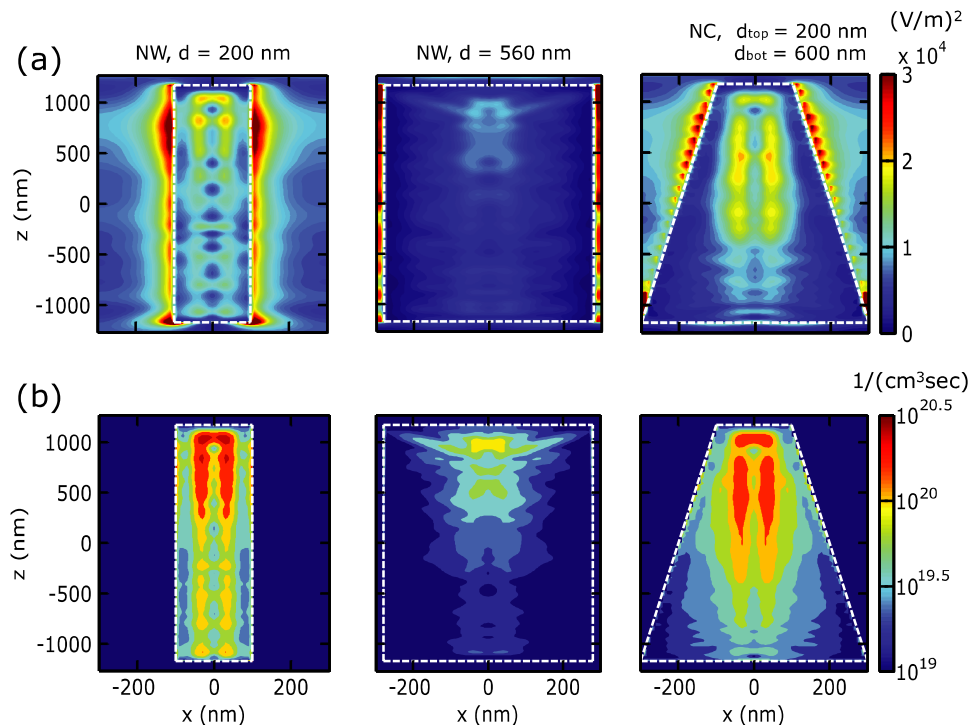 (a)
NW, d = 200 nm
NW, d = 560 nm
NC, dtop = 200 nm
dbot = 600 nm
(V/m)²
x 10⁴
3
2
1
0
z (nm)
1000
500
0
-500
-1000
(b)
1/(cm³sec)
10²⁰·⁵
10²⁰
10¹⁹·⁵
10¹⁹
z (nm)
1000
500
0
-500
-1000
-200 0 200
-200 0 200
-200 0 200
x (nm)
x (nm)
x (nm)